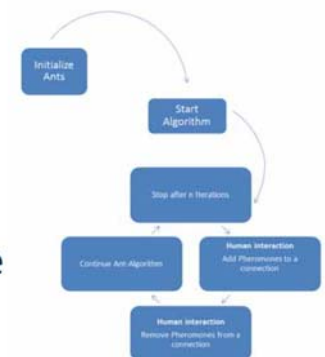 Initialize
Ants
Start
Algorithm
Stop after n Iterations
Continue Ant-Algorithm
Human interaction
Add Pheromones to a
connection
Human interaction
Remove Pheromones from a
connection
e